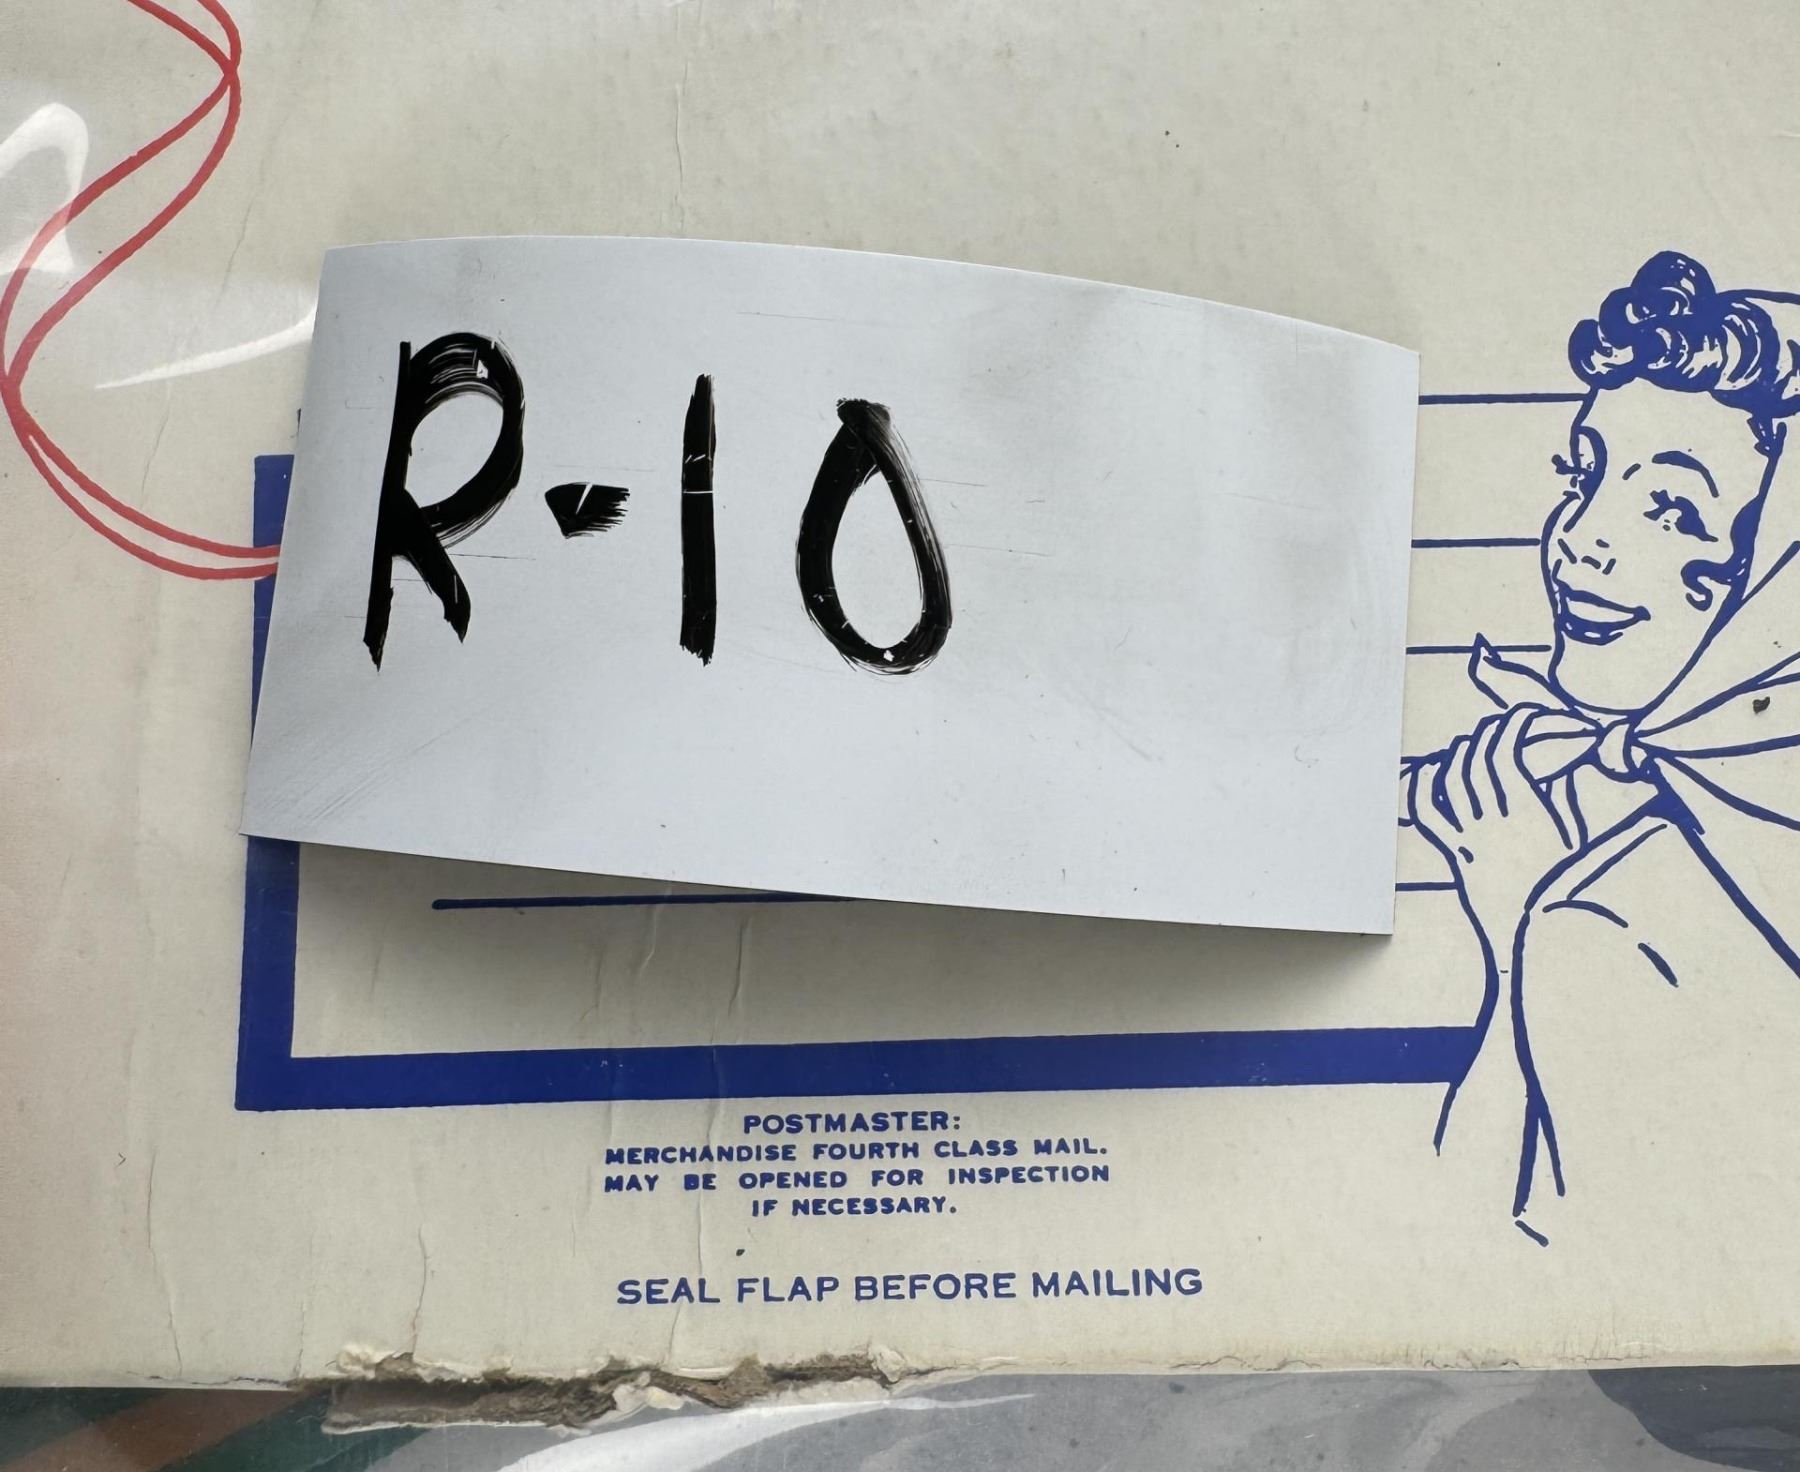 R-10
POSTMASTER:
MERCHANDISE FOURTH CLASS MAIL.
MAY BE OPENED FOR INSPECTION
IF NECESSARY.
SEAL FLAP BEFORE MAILING